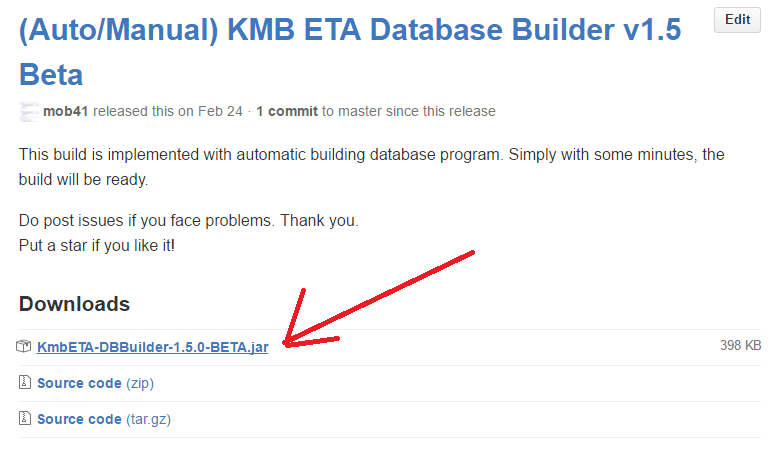 (Auto/Manual) KMB ETA Database Builder v1.5
Beta
Edit
mob41 released this on Feb 24 · 1 commit to master since this release
This build is implemented with automatic building database program. Simply with some minutes, the
build will be ready.
Do post issues if you face problems. Thank you.
Put a star if you like it!
Downloads
KmbETA-DBBuilder-1.5.0-BETA.jar 398 KB
Source code (zip)
Source code (tar.gz)